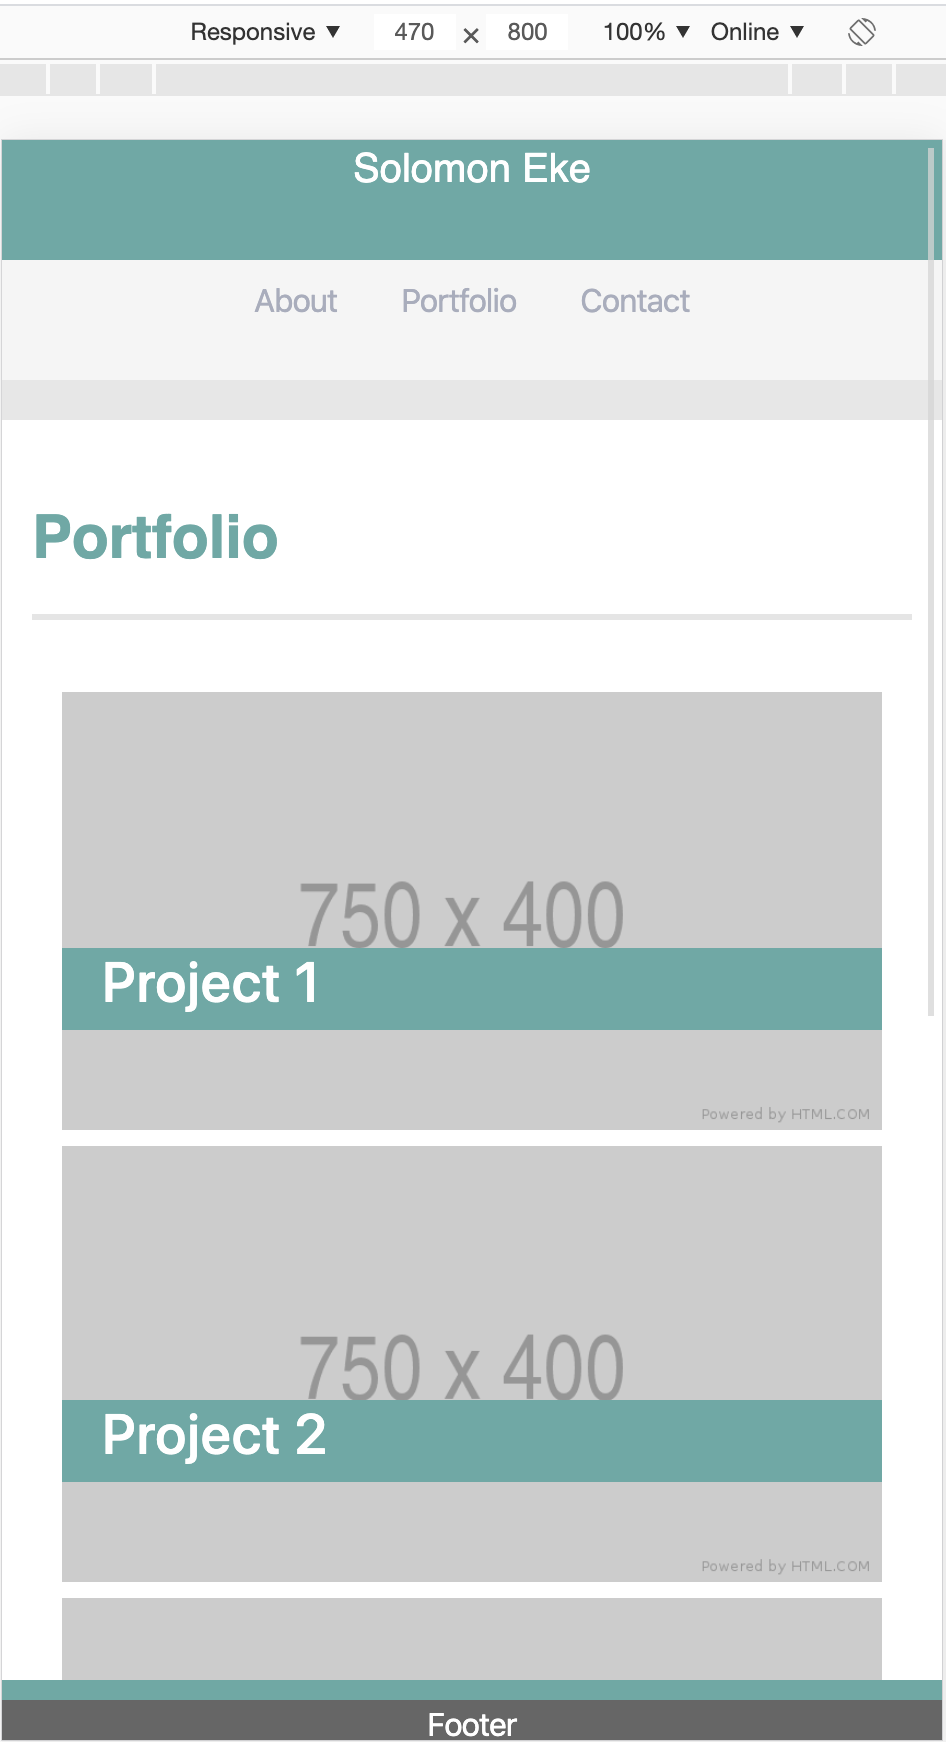 Responsive ▼ 470 × 800 100% ▼ Online ▼
Solomon Eke
About Portfolio Contact
Portfolio
750 x 400
Project 1
Powered by HTML.COM
750 x 400
Project 2
Powered by HTML.COM
Footer